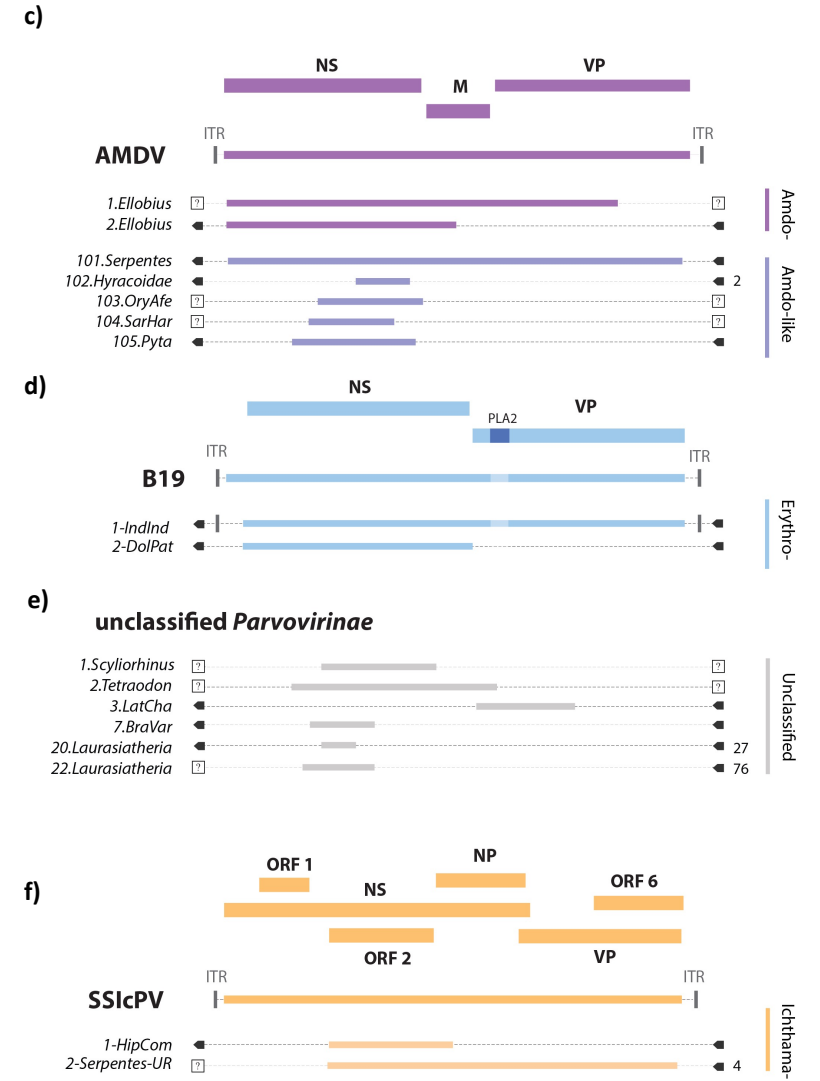 c)
NS
M
VP
ITR
ITR
AMDV
1.Ellobius ? ?
2.Ellobius
Amdo-
101.Serpentes
102.Hyracoidae 2
103.OryAfe ? ?
104.SarHar ? ?
105.Pyta
Amdo-like
d)
NS
VP
PLA2
ITR
ITR
B19
1-IndInd
2-DolPat
Erythro-
e)
unclassified Parvovirinae
1.Scyliorhinus ? ?
2.Tetraodon ? ?
3.LatCha
7.BraVar
20.Laurasiatheria 27
22.Laurasiatheria ? 76
Unclassified
f)
ORF 1
NP
NS
ORF 6
ORF 2
VP
ITR
ITR
SSIcPV
1-HipCom
2-Serpentes-UR ? 4
Ichthama-